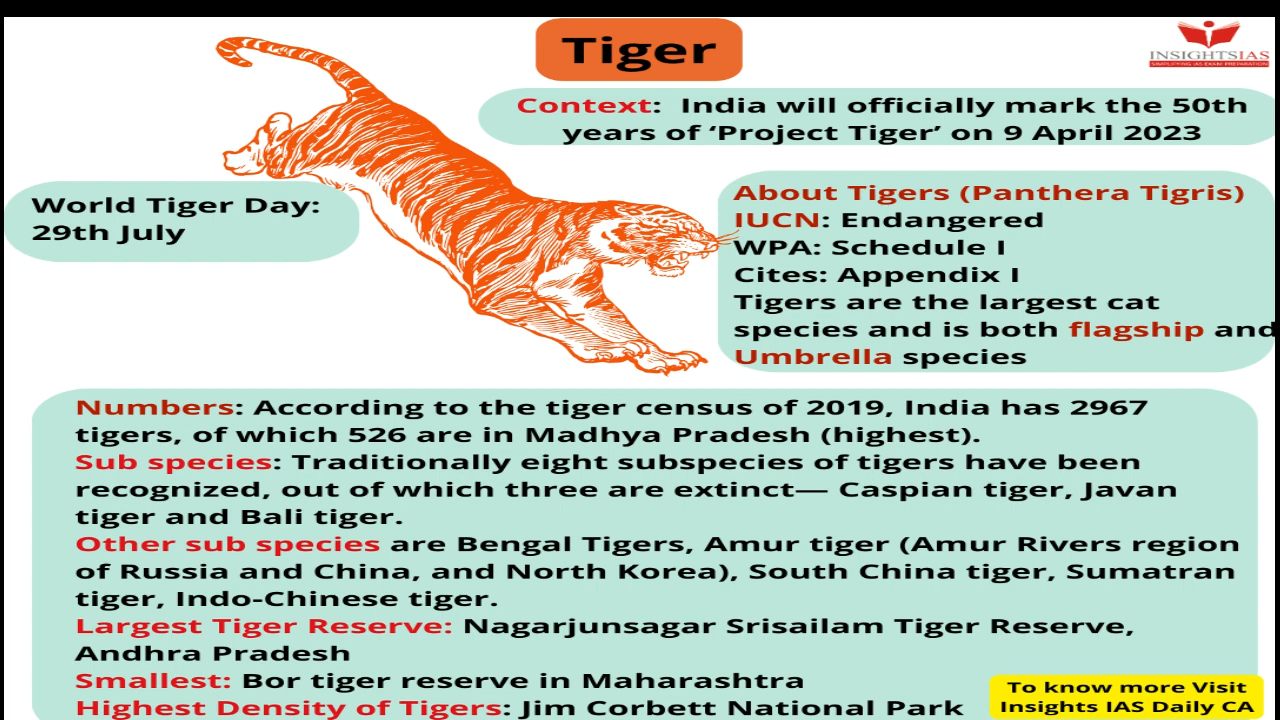 Tiger
INSIGHTSIAS
SIMPLIFYING IAS EXAM PREPARATION
Context: India will officially mark the 50th
years of ‘Project Tiger’ on 9 April 2023
World Tiger Day:
29th July
About Tigers (Panthera Tigris)
IUCN: Endangered
WPA: Schedule I
Cites: Appendix I
Tigers are the largest cat
species and is both flagship and
Umbrella species
Numbers: According to the tiger census of 2019, India has 2967
tigers, of which 526 are in Madhya Pradesh (highest).
Sub species: Traditionally eight subspecies of tigers have been
recognized, out of which three are extinct— Caspian tiger, Javan
tiger and Bali tiger.
Other sub species are Bengal Tigers, Amur tiger (Amur Rivers region
of Russia and China, and North Korea), South China tiger, Sumatran
tiger, Indo-Chinese tiger.
Largest Tiger Reserve: Nagarjunsagar Srisailam Tiger Reserve,
Andhra Pradesh
Smallest: Bor tiger reserve in Maharashtra
Highest Density of Tigers: Jim Corbett National Park
To know more Visit
Insights IAS Daily CA